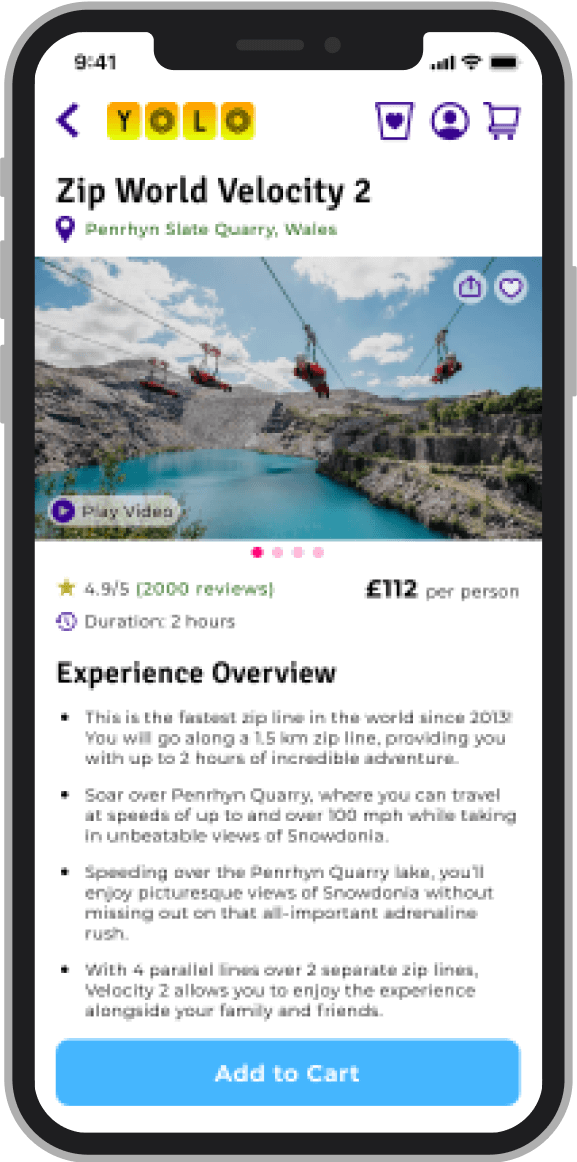 9:41
YOLO
Zip World Velocity 2
Penrhyn Slate Quarry, Wales
Play Video
4.9/5 (2000 reviews)
£112 per person
Duration: 2 hours
Experience Overview
• This is the fastest zip line in the world since 2013!
You will go along a 1.5 km zip line, providing you
with up to 2 hours of incredible adventure.
• Soar over Penrhyn Quarry, where you can travel
at speeds of up to and over 100 mph while taking
in unbeatable views of Snowdonia.
• Speeding over the Penrhyn Quarry lake, you'll
enjoy picturesque views of Snowdonia without
missing out on that all-important adrenaline
rush.
• With 4 parallel lines over 2 separate zip lines,
Velocity 2 allows you to enjoy the experience
alongside your family and friends.
Add to Cart